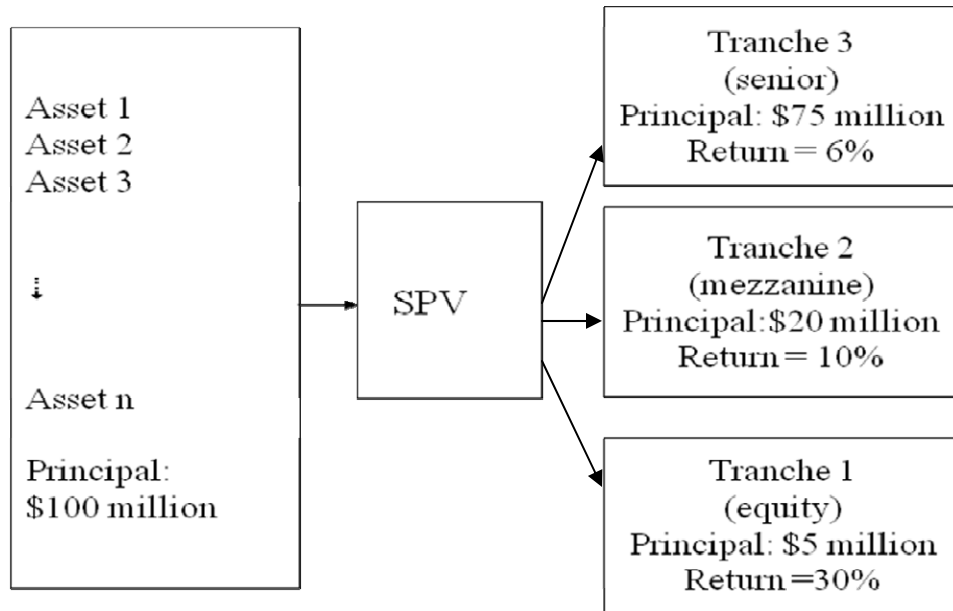 Asset 1
Asset 2
Asset 3
Asset n
Principal:
$100 million
SPV
Tranche 3
(senior)
Principal: $75 million
Return = 6%
Tranche 2
(mezzanine)
Principal:$20 million
Return = 10%
Tranche 1
(equity)
Principal: $5 million
Return =30%